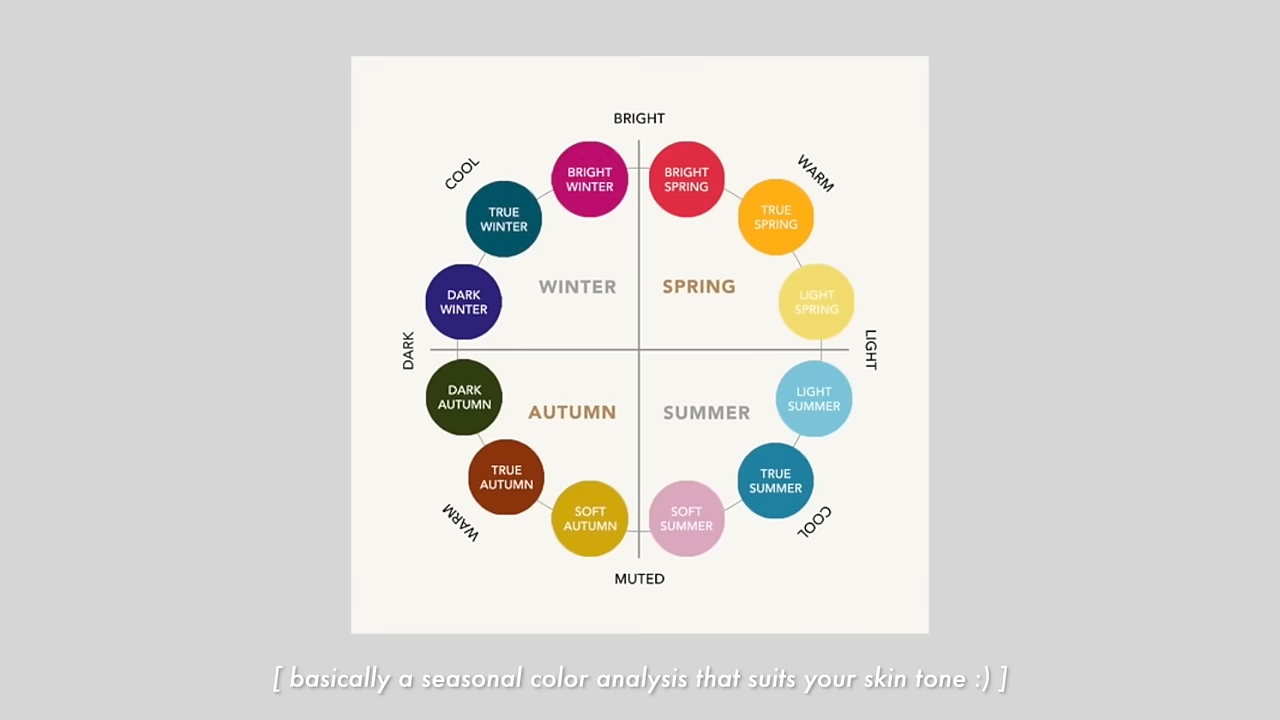 BRIGHT
COOL
WARM
BRIGHT
WINTER
BRIGHT
SPRING
TRUE
WINTER
TRUE
SPRING
DARK
WINTER
WINTER
SPRING
LIGHT
SPRING
DARK
LIGHT
DARK
AUTUMN
AUTUMN
SUMMER
LIGHT
SUMMER
TRUE
AUTUMN
TRUE
SUMMER
SOFT
AUTUMN
SOFT
SUMMER
WARM
COOL
MUTED
[ basically a seasonal color analysis that suits your skin tone :) ]